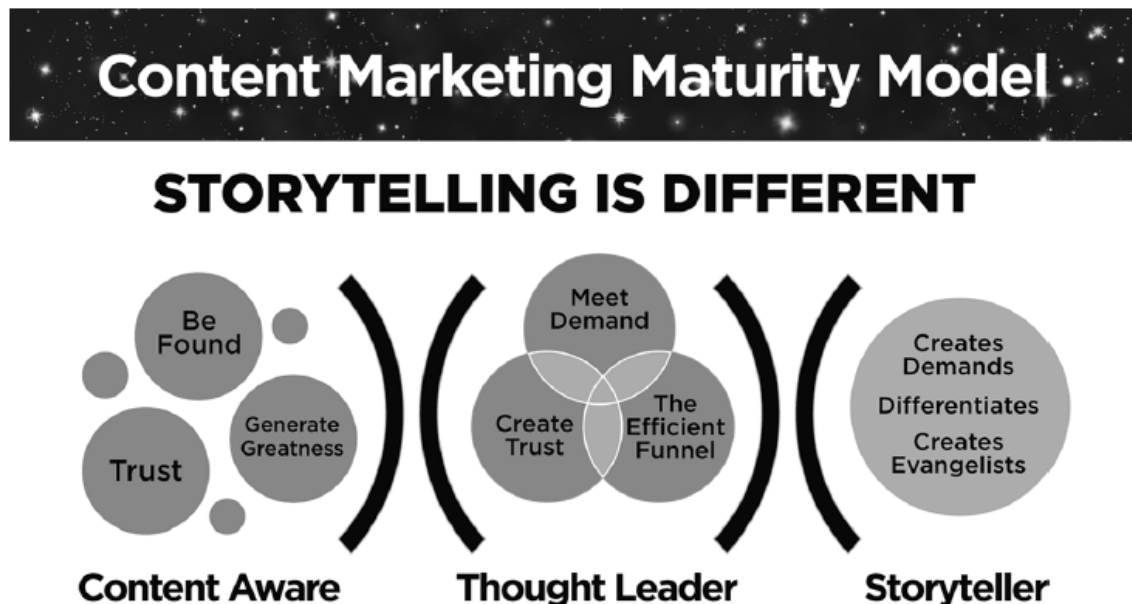 Content Marketing Maturity Model
STORYTELLING IS DIFFERENT
Be
Found
Generate
Greatness
Trust
Content Aware
Meet
Demand
Create
Trust
The
Efficient
Funnel
Thought Leader
Creates
Demands
Differentiates
Creates
Evangelists
Storyteller